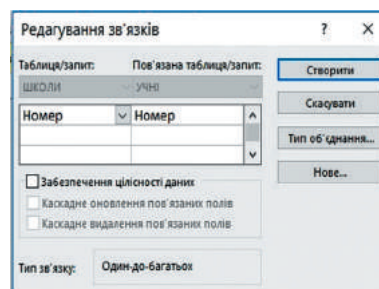 Редагування зв'язків ? ×
Таблиця/запит: Пов'язана таблиця/запит:
ШКОЛИ УЧНІ
Номер Номер
Забезпечення цілісності даних
Каскадне оновлення пов'язаних полів
Каскадне видалення пов'язаних полів
Тип зв'язку: Один-до-багатьох
Створити
Скасувати
Тип об'єднання...
Нове...